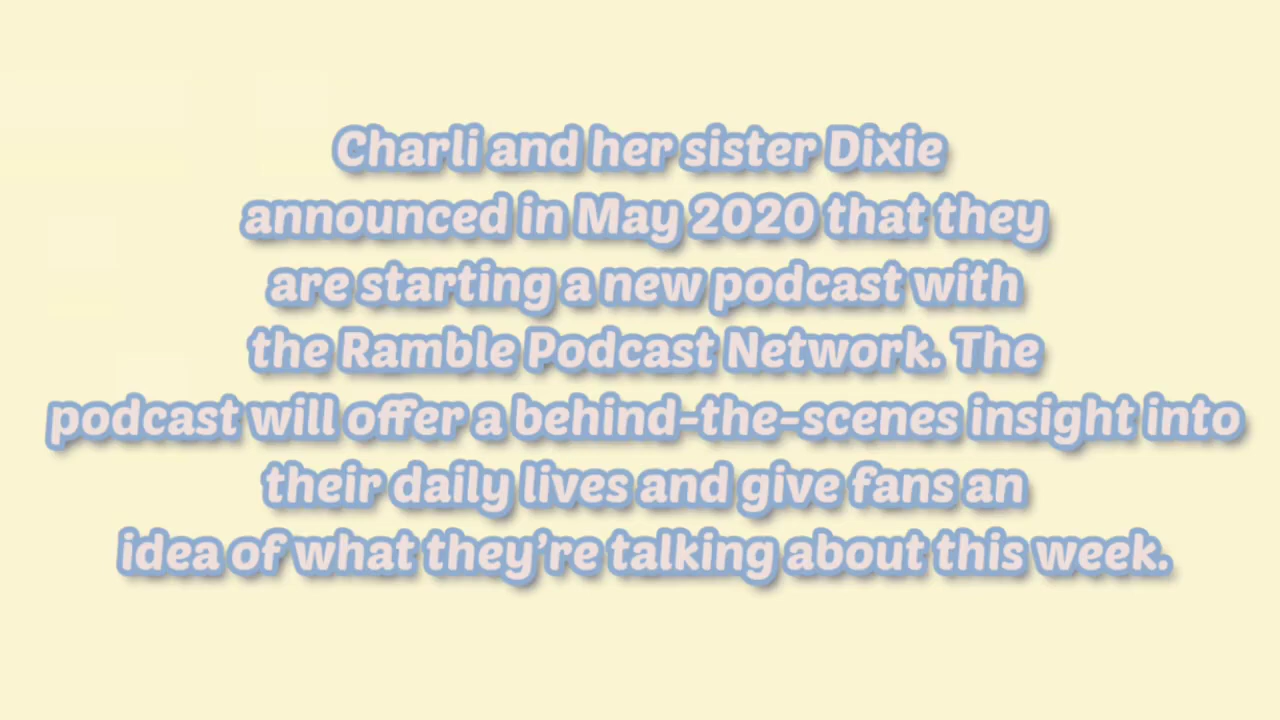 Charli and her sister Dixie
announced in May 2020 that they
are starting a new podcast with
the Ramble Podcast Network. The
podcast will offer a behind-the-scenes insight into
their daily lives and give fans an
idea of what they’re talking about this week.